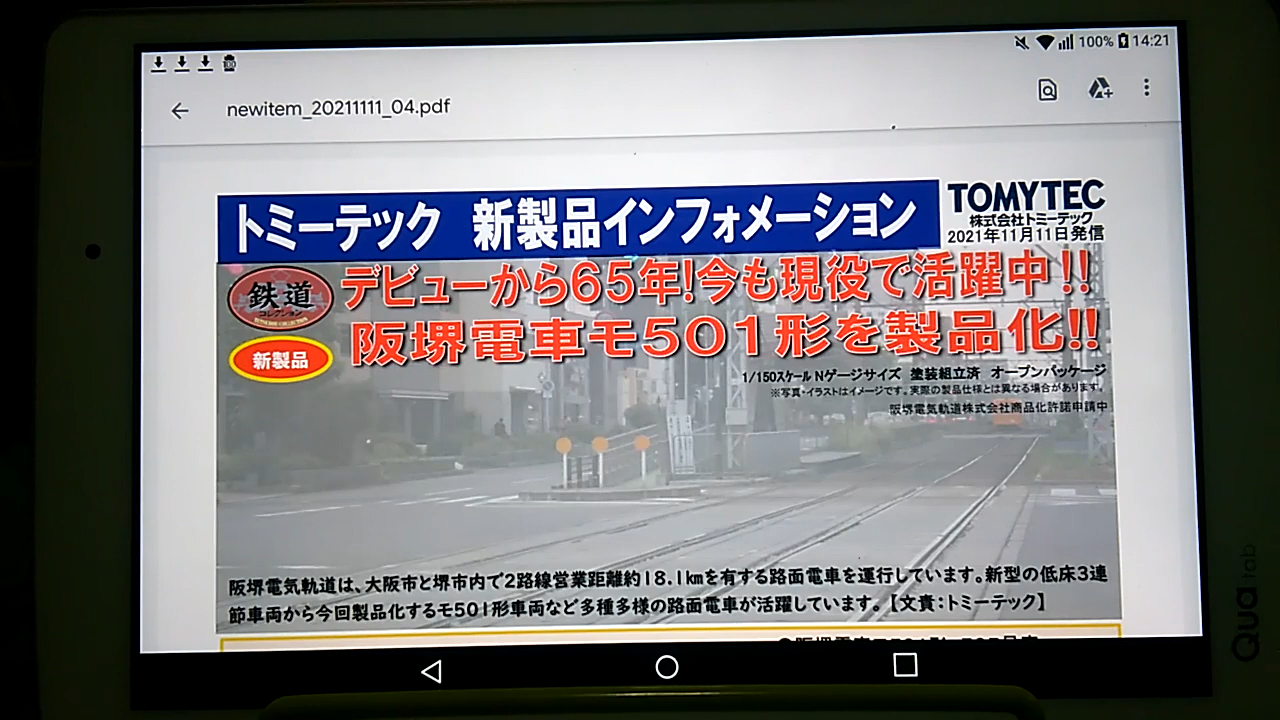 100% 14:21
newitem_20211111_04.pdf
トミーテック 新製品インフォメーション
TOMYTEC
株式会社トミーテック
2021年11月11日発信
鉄道
コレクション
デビューから65年!今も現役で活躍中!!
新製品
阪堺電車モ501形を製品化!!
1/150スケール Nゲージサイズ 塗装組立済 オープンパッケージ
※写真・イラストはイメージです。実際の製品仕様とは異なる場合があります。
阪堺電気軌道株式会社商品化許諾申請中
阪堺電気軌道は、大阪市と堺市内で2路線営業距離約18.1kmを有する路面電車を運行しています。新型の低床3連
節車両から今回製品化するモ501形車両など多種多様の路面電車が活躍しています。【文責：トミーテック】
Qua tab